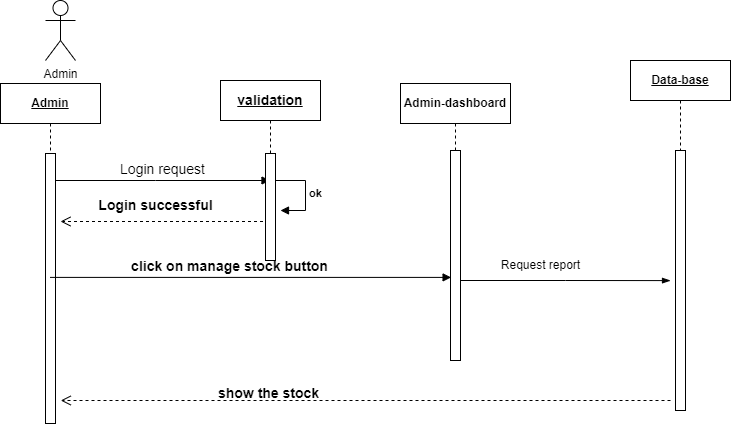 Admin
Admin
validation
Admin-dashboard
Data-base
Login request
ok
Login successful
click on manage stock button
Request report
show the stock